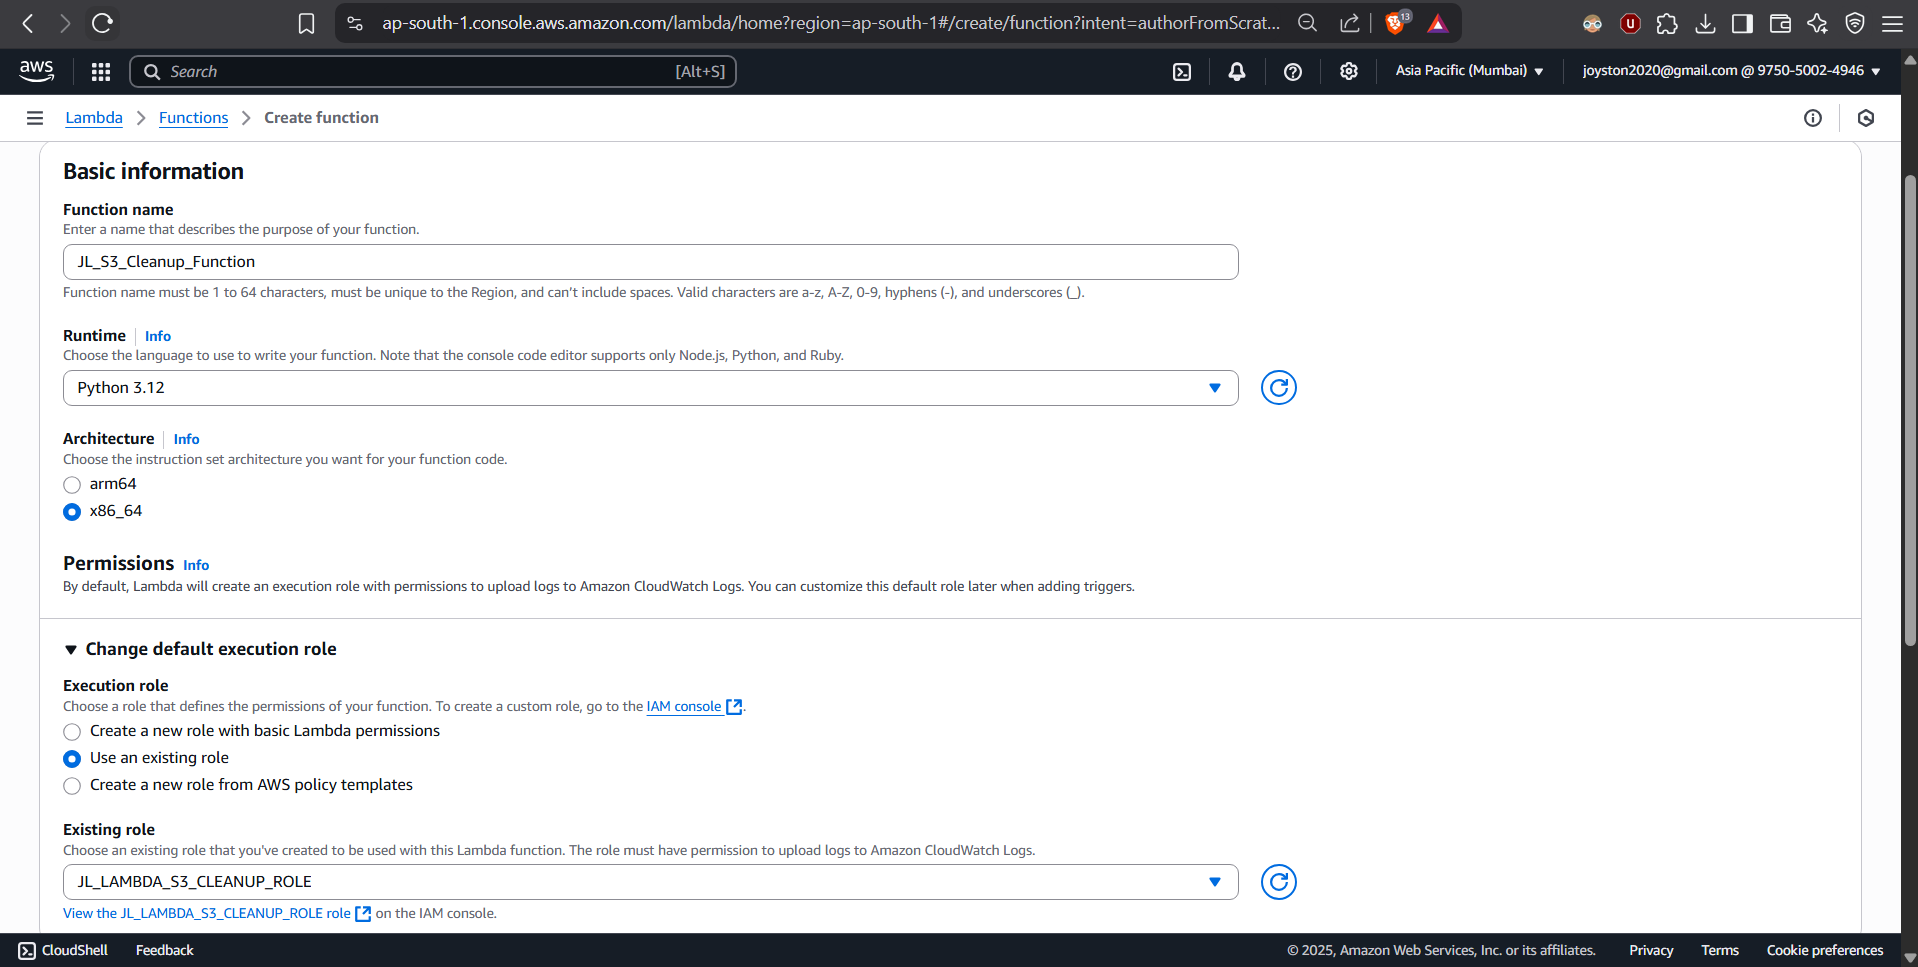 ap-south-1.console.aws.amazon.com/lambda/home?region=ap-south-1#/create/function?intent=authorFromScrat...
13
aws
Search
[Alt+S]
Asia Pacific (Mumbai)
joyston2020@gmail.com @ 9750-5002-4946
Lambda > Functions > Create function
Basic information
Function name
Enter a name that describes the purpose of your function.
JL_S3_Cleanup_Function
Function name must be 1 to 64 characters, must be unique to the Region, and can't include spaces. Valid characters are a-z, A-Z, 0-9, hyphens (-), and underscores (_).
Runtime | Info
Choose the language to use to write your function. Note that the console code editor supports only Node.js, Python, and Ruby.
Python 3.12
Architecture | Info
Choose the instruction set architecture you want for your function code.
arm64
x86_64
Permissions Info
By default, Lambda will create an execution role with permissions to upload logs to Amazon CloudWatch Logs. You can customize this default role later when adding triggers.
Change default execution role
Execution role
Choose a role that defines the permissions of your function. To create a custom role, go to the IAM console.
Create a new role with basic Lambda permissions
Use an existing role
Create a new role from AWS policy templates
Existing role
Choose an existing role that you've created to be used with this Lambda function. The role must have permission to upload logs to Amazon CloudWatch Logs.
JL_LAMBDA_S3_CLEANUP_ROLE
View the JL_LAMBDA_S3_CLEANUP_ROLE role on the IAM console.
CloudShell Feedback © 2025, Amazon Web Services, Inc. or its affiliates. Privacy Terms Cookie preferences